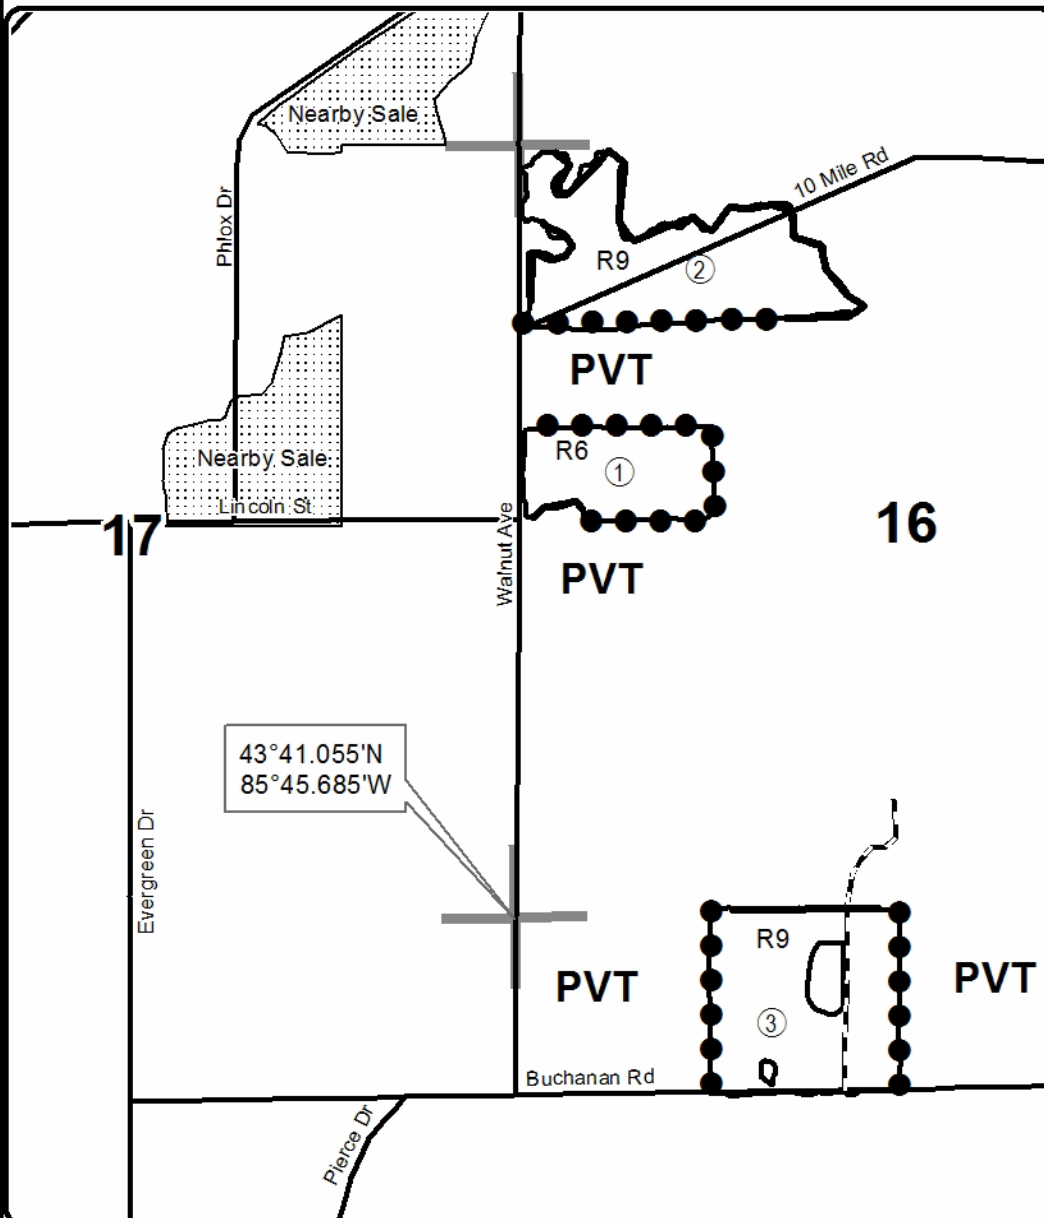 Nearby Sale
10 Mile Rd
Phlox Dr
R9
2
PVT
R6
1
Nearby Sale
Lincoln St
Walnut Ave
17
16
PVT
43°41.055'N
85°45.685'W
Evergreen Dr
R9
PVT
PVT
3
Buchanan Rd
Pierce Dr